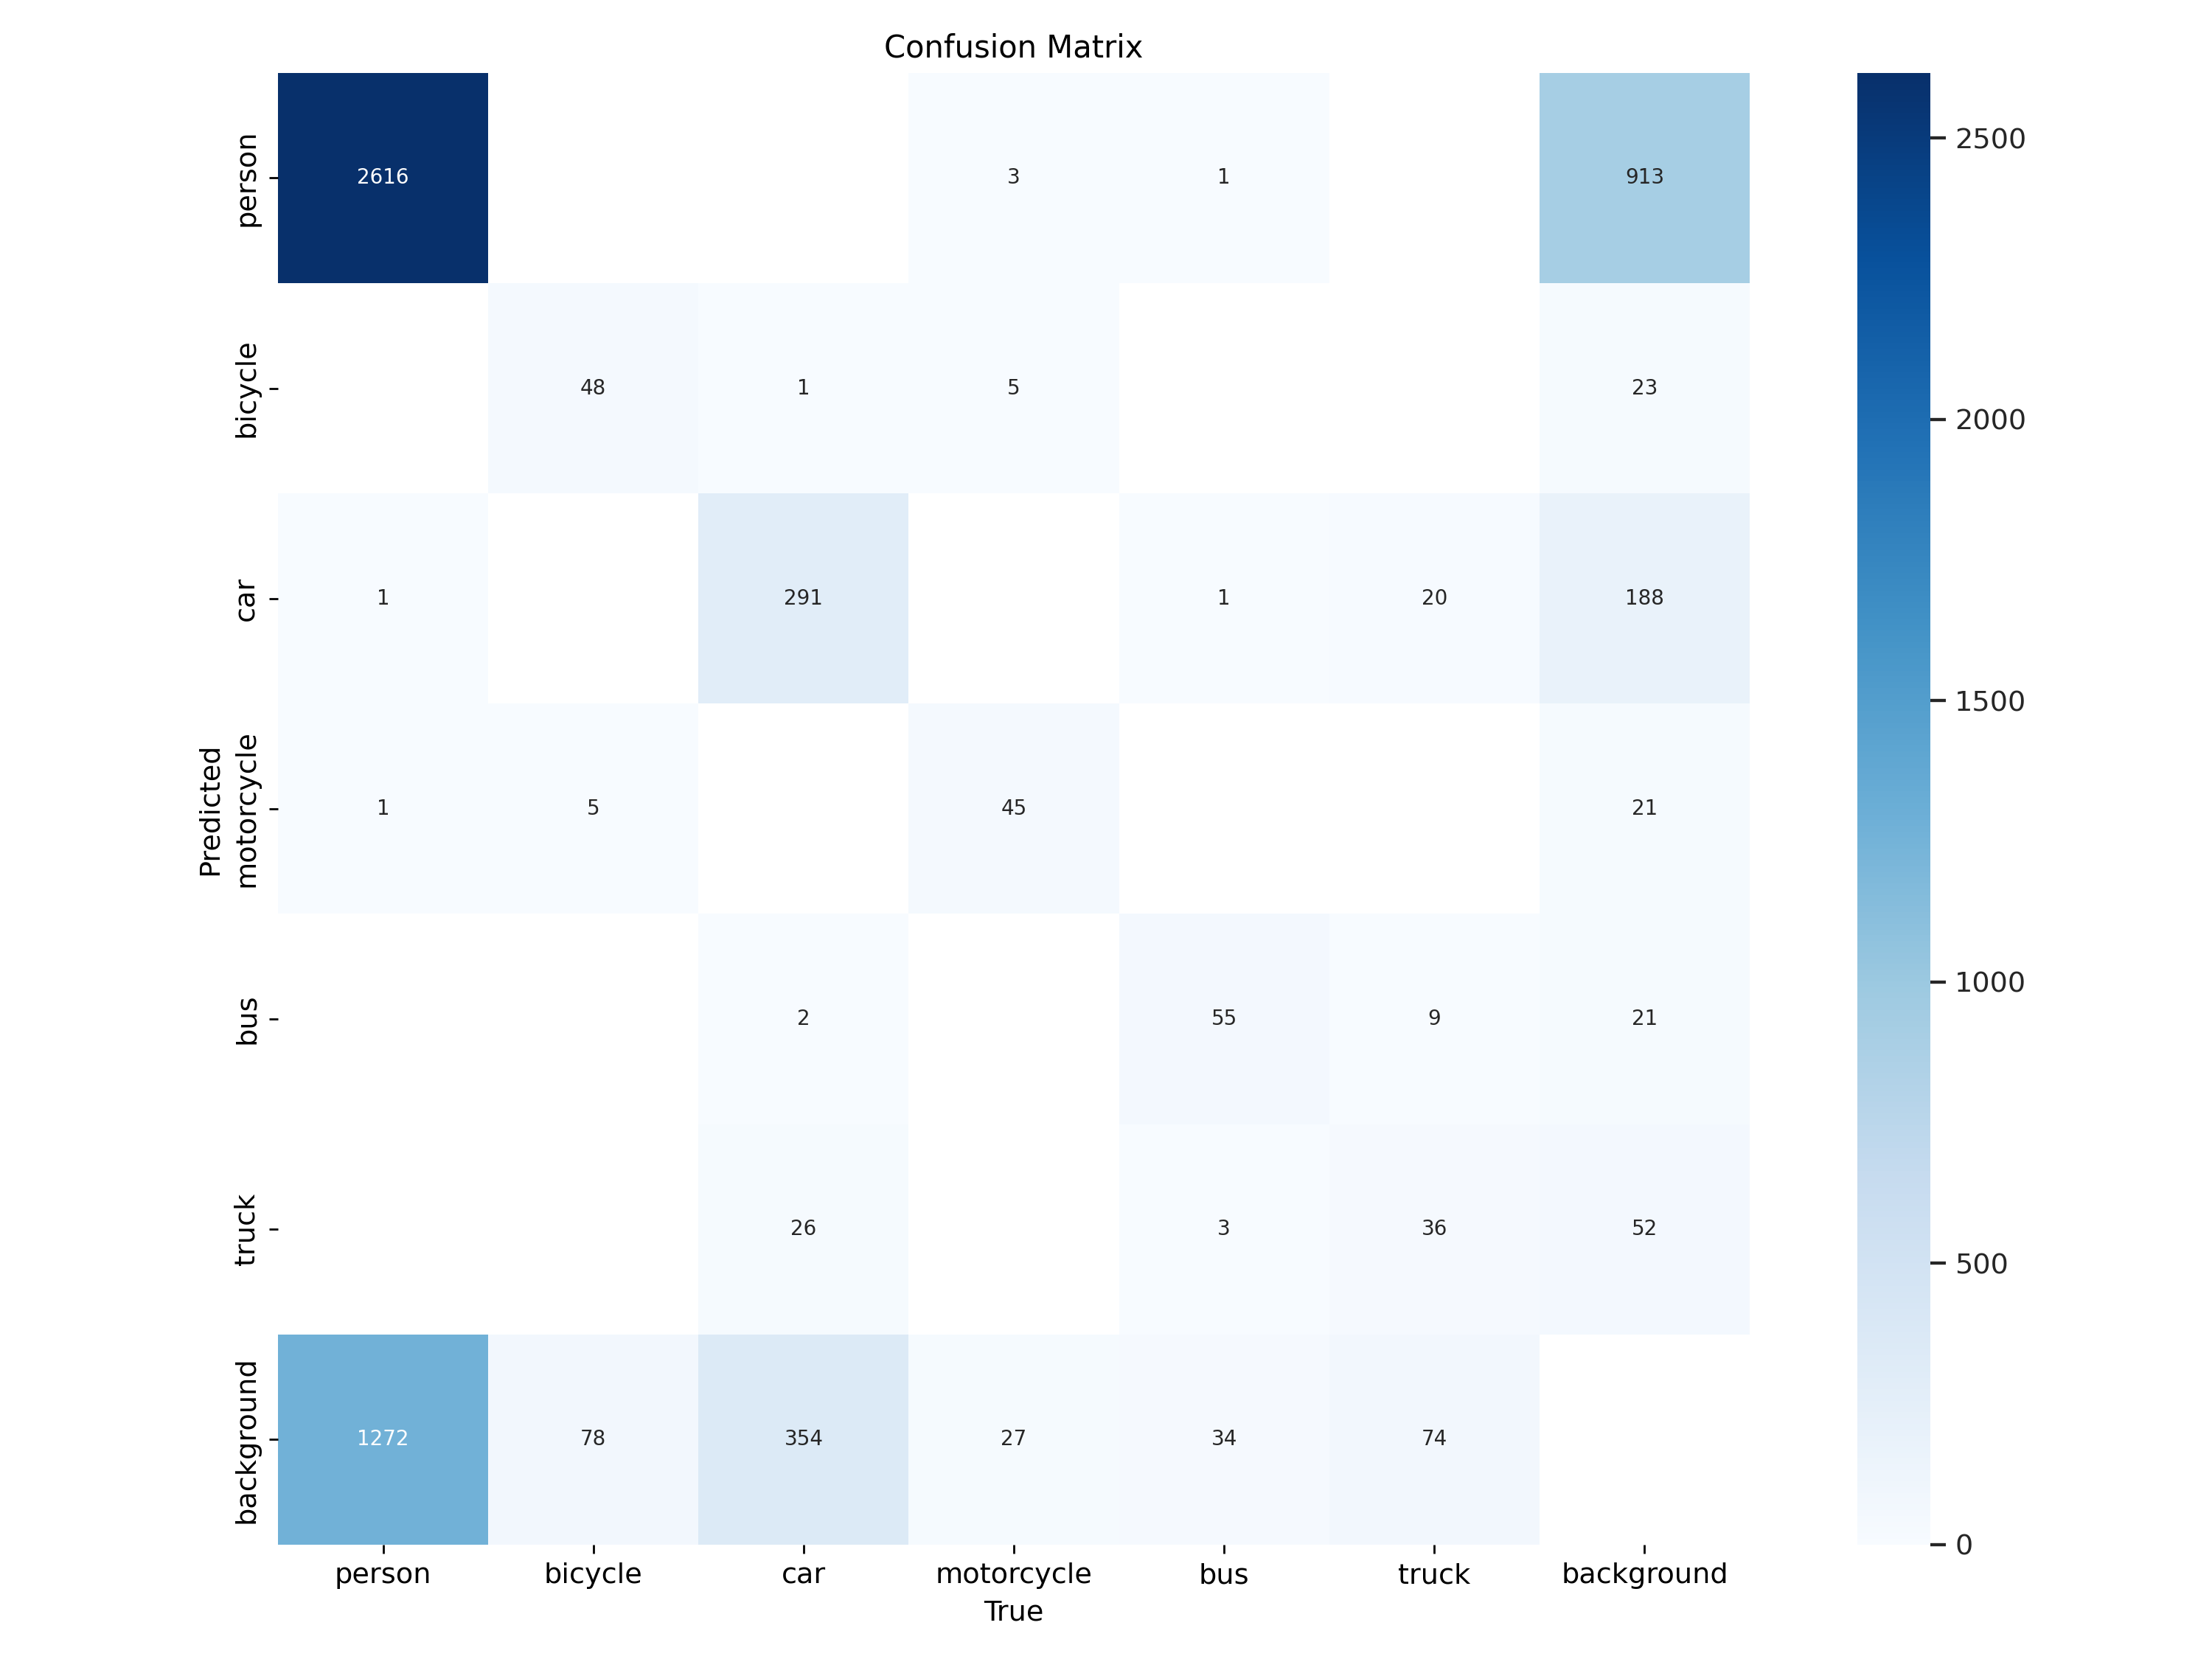 Confusion Matrix
person 2616 3 1 913 2500
bicycle 48 1 5 23 2000
car 1 291 1 20 188 1500
Predicted
motorcycle 1 5 45 21
bus 2 55 9 21 1000
truck 26 3 36 52 500
background 1272 78 354 27 34 74 0
person bicycle car motorcycle bus truck background
True